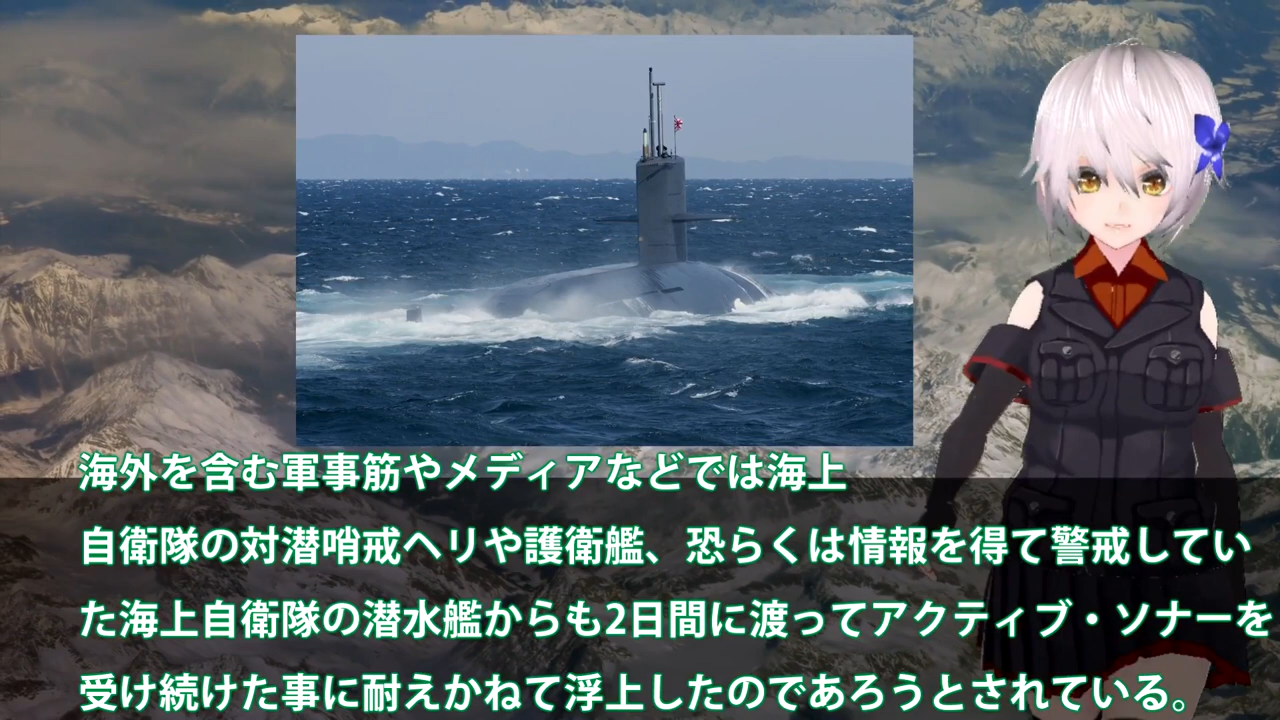 海外を含む軍事筋やメディアなどでは海上
自衛隊の対潜哨戒ヘリや護衛艦、恐らくは情報を得て警戒してい
た海上自衛隊の潜水艦からも2日間に渡ってアクティブ・ソナーを
受け続けた事に耐えかねて浮上したのであろうとされている。